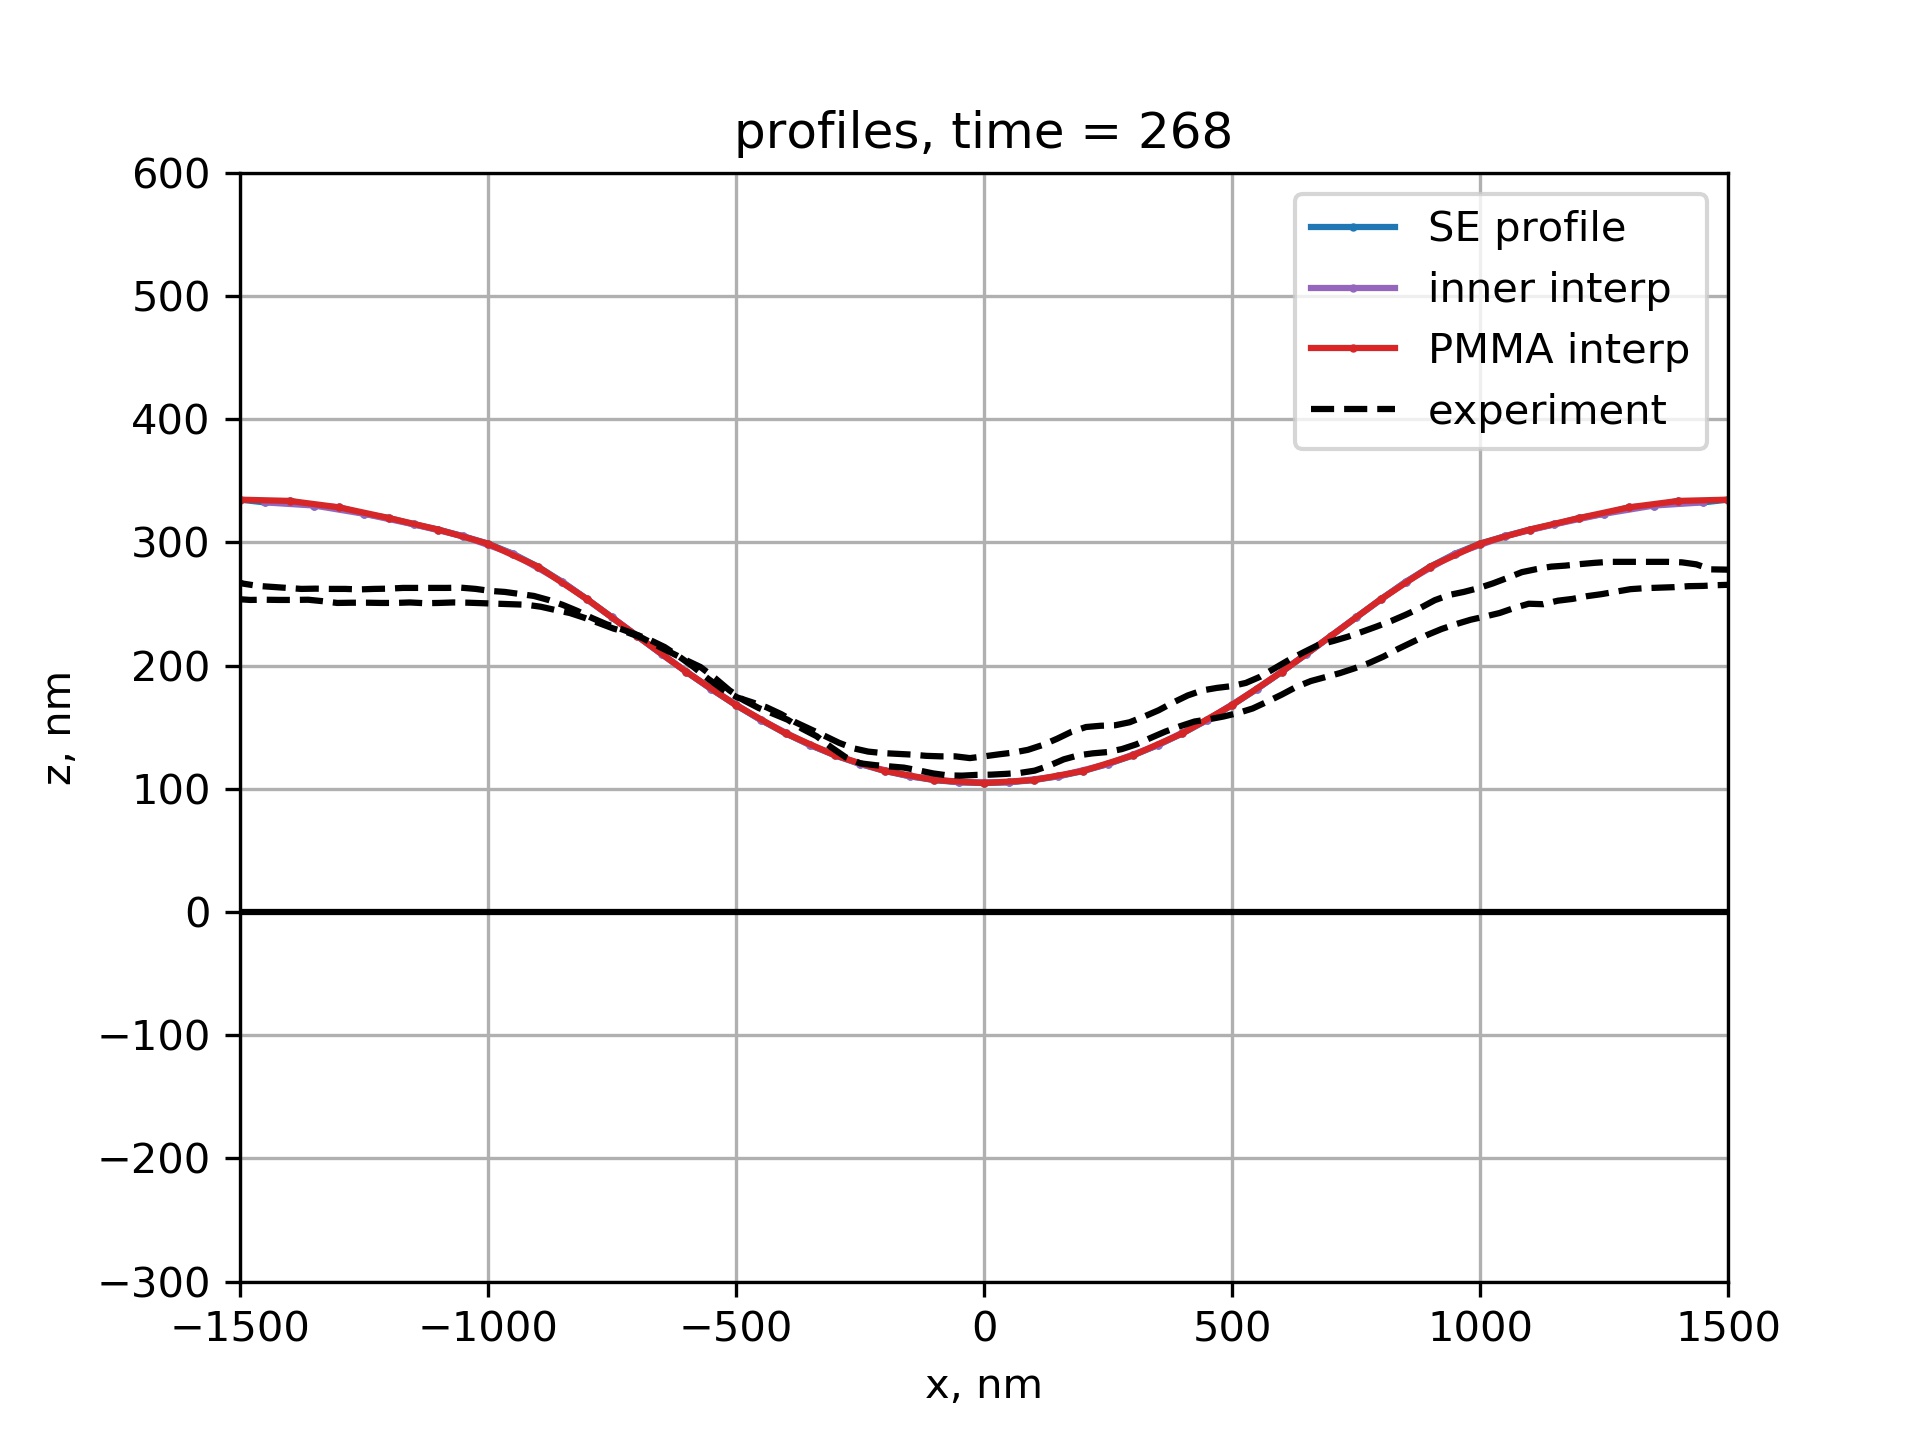 profiles, time = 268
600
500
400
300
200
100
0
−100
−200
−300
z, nm
SE profile
inner interp
PMMA interp
experiment
−1500
−1000
−500
0
500
1000
1500
x, nm